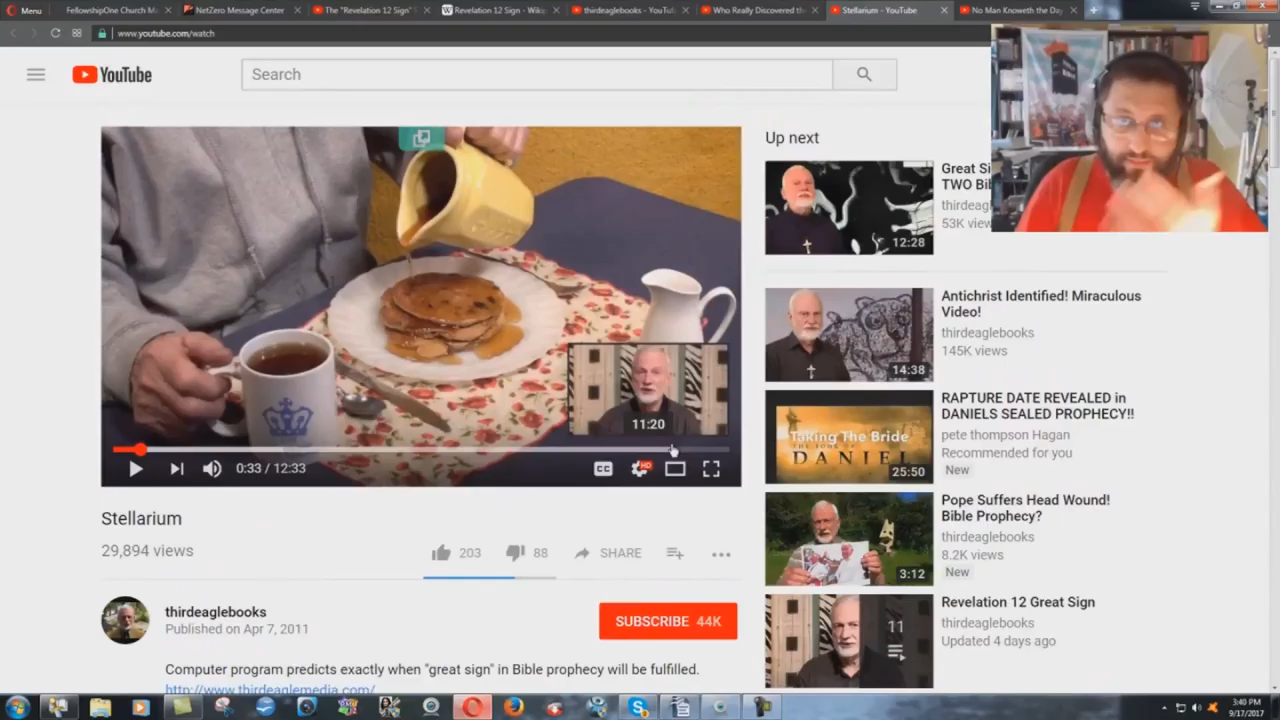 Menu
FellowshipOne Church M
NetZero Message Center
The "Revelation 12 Sign"
Revelation 12 Sign - Wik
thirdeaglebooks - YouTu
Who Really Discovered th
Stellarium - YouTube
No Man Knoweth the Da
www.youtube.com/watch
YouTube
Search
Up next
Great Si
TWO Bib
thirdeagl
53K view
12:28
Antichrist Identified! Miraculous
Video!
thirdeaglebooks
145K views
14:38
RAPTURE DATE REVEALED in
DANIELS SEALED PROPHECY!!
pete thompson Hagan
Recommended for you
New
Taking The Bride
DANIEL
25:50
Pope Suffers Head Wound!
Bible Prophecy?
thirdeaglebooks
8.2K views
New
3:12
Revelation 12 Great Sign
thirdeaglebooks
Updated 4 days ago
11
11:20
0:33 / 12:33
CC
HD
Stellarium
29,894 views
203
88
SHARE
thirdeaglebooks
Published on Apr 7, 2011
SUBSCRIBE 44K
Computer program predicts exactly when "great sign" in Bible prophecy will be fulfilled.
http://www.thirdeaglemedia.com/
3:40 PM
9/17/2017